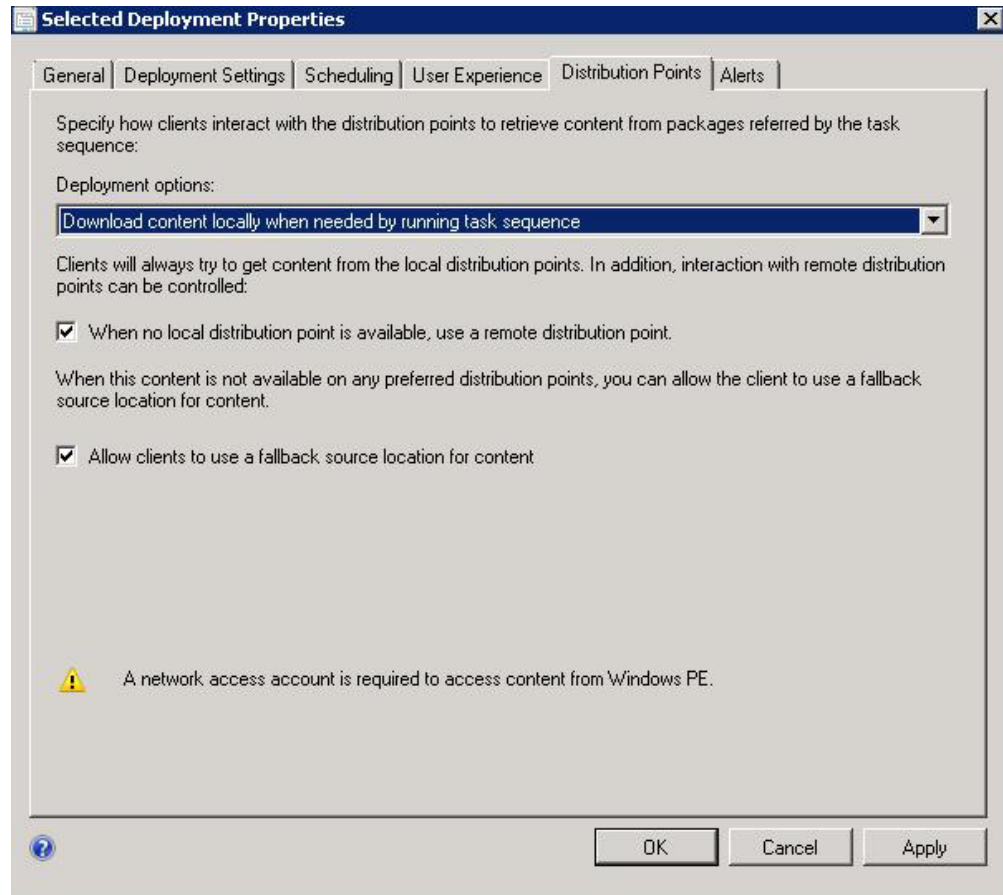 Selected Deployment Properties
General
Deployment Settings
Scheduling
User Experience
Distribution Points
Alerts
Specify how clients interact with the distribution points to retrieve content from packages referred by the task
sequence:
Deployment options:
Download content locally when needed by running task sequence
Clients will always try to get content from the local distribution points. In addition, interaction with remote distribution
points can be controlled:
When no local distribution point is available, use a remote distribution point.
When this content is not available on any preferred distribution points, you can allow the client to use a fallback
source location for content.
Allow clients to use a fallback source location for content
A network access account is required to access content from Windows PE.
OK
Cancel
Apply